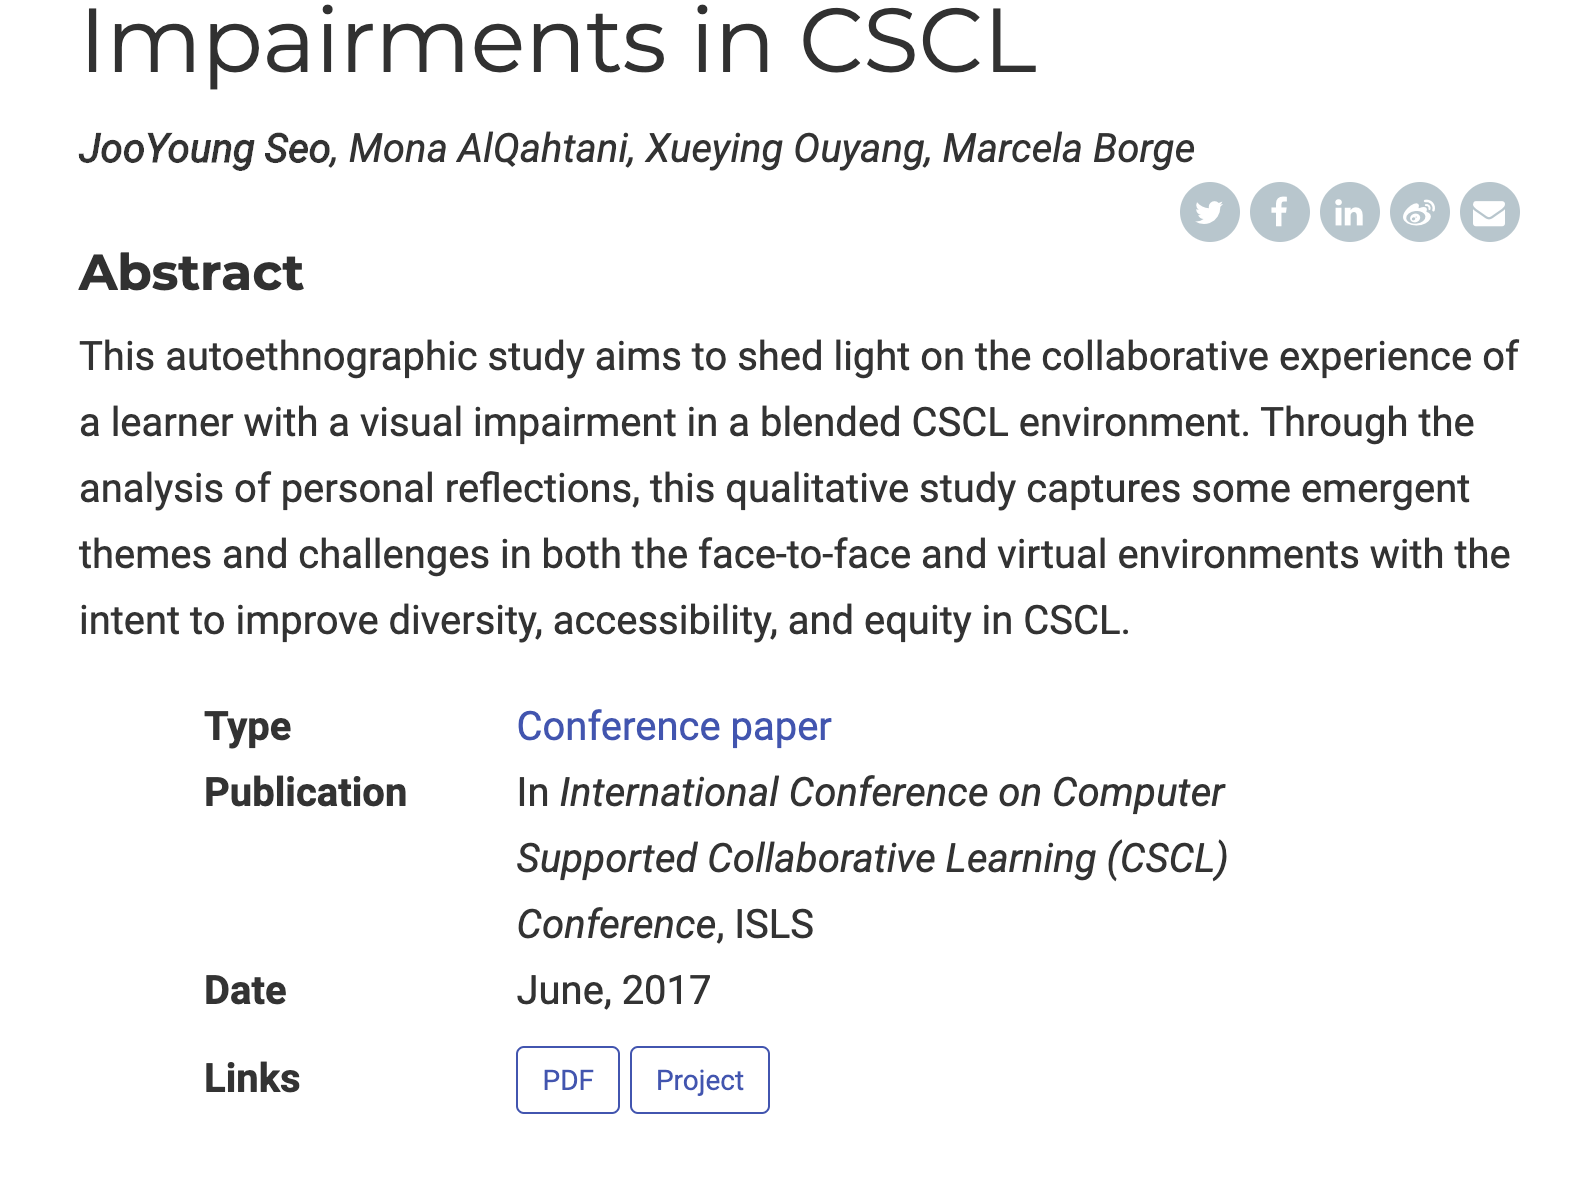 Impairments in CSCL
JooYoung Seo, Mona AlQahtani, Xueying Ouyang, Marcela Borge
Abstract
This autoethnographic study aims to shed light on the collaborative experience of
a learner with a visual impairment in a blended CSCL environment. Through the
analysis of personal reflections, this qualitative study captures some emergent
themes and challenges in both the face-to-face and virtual environments with the
intent to improve diversity, accessibility, and equity in CSCL.
Type Conference paper
Publication In International Conference on Computer
Supported Collaborative Learning (CSCL)
Conference, ISLS
Date June, 2017
Links PDF Project